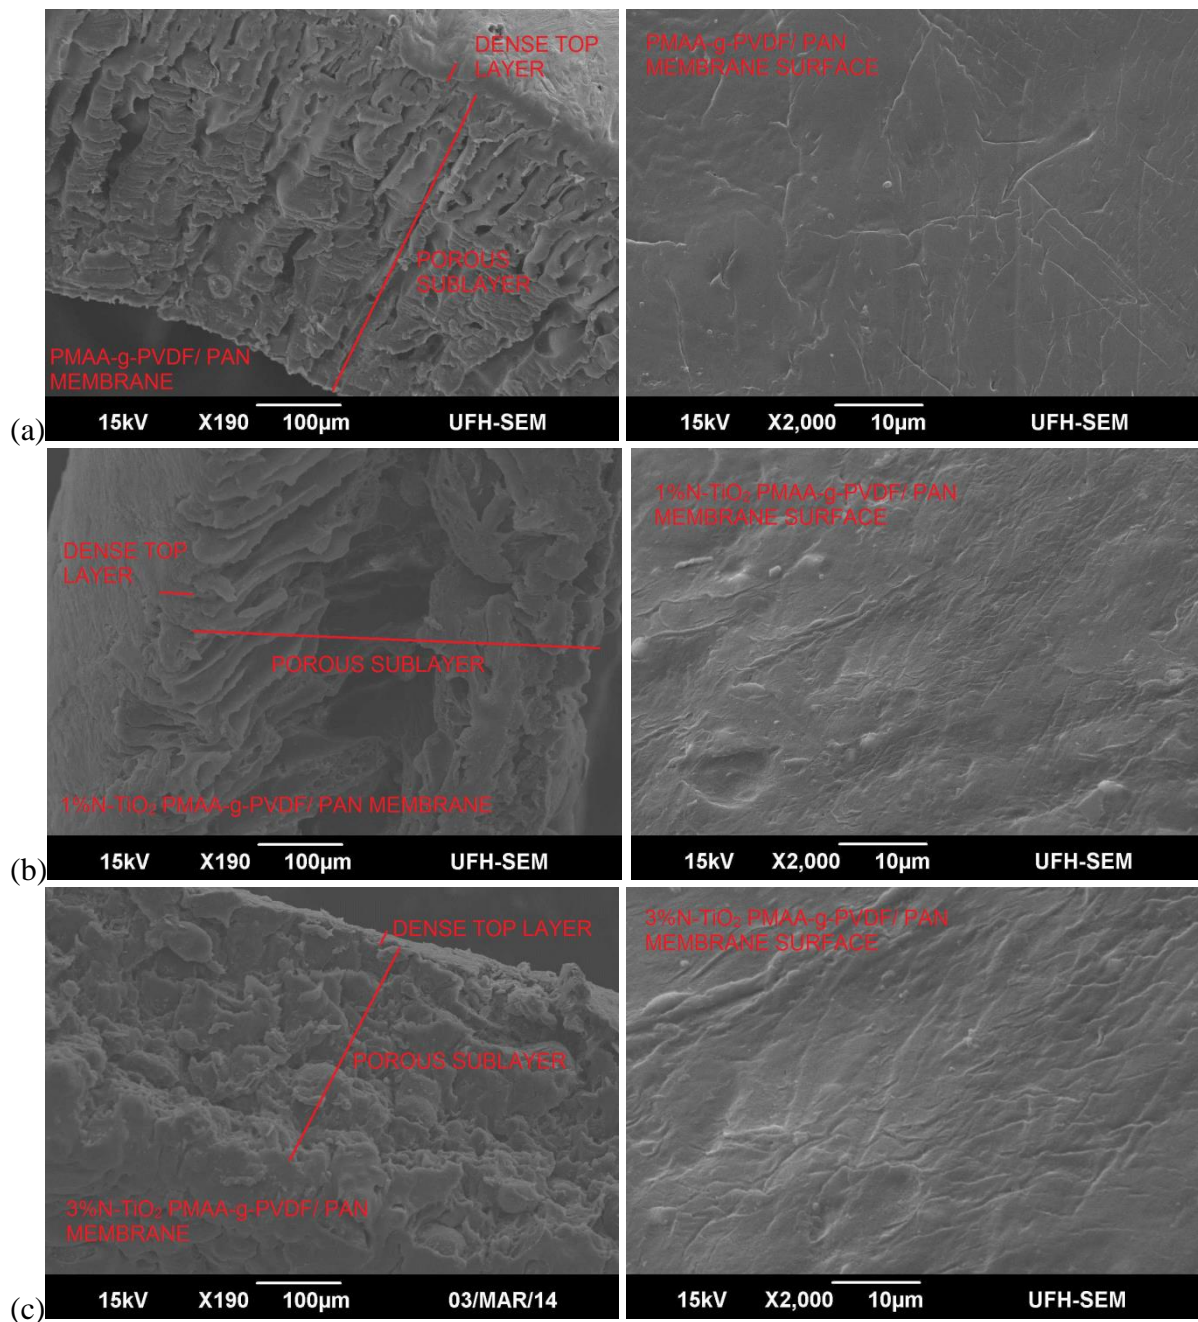 DENSE TOP
LAYER
POROUS
SUBLAYER
PMAA-g-PVDF/ PAN
MEMBRANE
15kV X190 100µm UFH-SEM
PMAA-g-PVDF/ PAN
MEMBRANE SURFACE
15kV X2,000 10µm UFH-SEM
(a)
DENSE TOP
LAYER
POROUS SUBLAYER
1%N-TiO₂ PMAA-g-PVDF/ PAN MEMBRANE
15kV X190 100µm UFH-SEM
1%N-TiO₂ PMAA-g-PVDF/ PAN
MEMBRANE SURFACE
15kV X2,000 10µm UFH-SEM
(b)
DENSE TOP LAYER
POROUS SUBLAYER
3%N-TiO₂ PMAA-g-PVDF/ PAN
MEMBRANE
15kV X190 100µm 03/MAR/14
3%N-TiO₂ PMAA-g-PVDF/ PAN
MEMBRANE SURFACE
15kV X2,000 10µm UFH-SEM
(c)